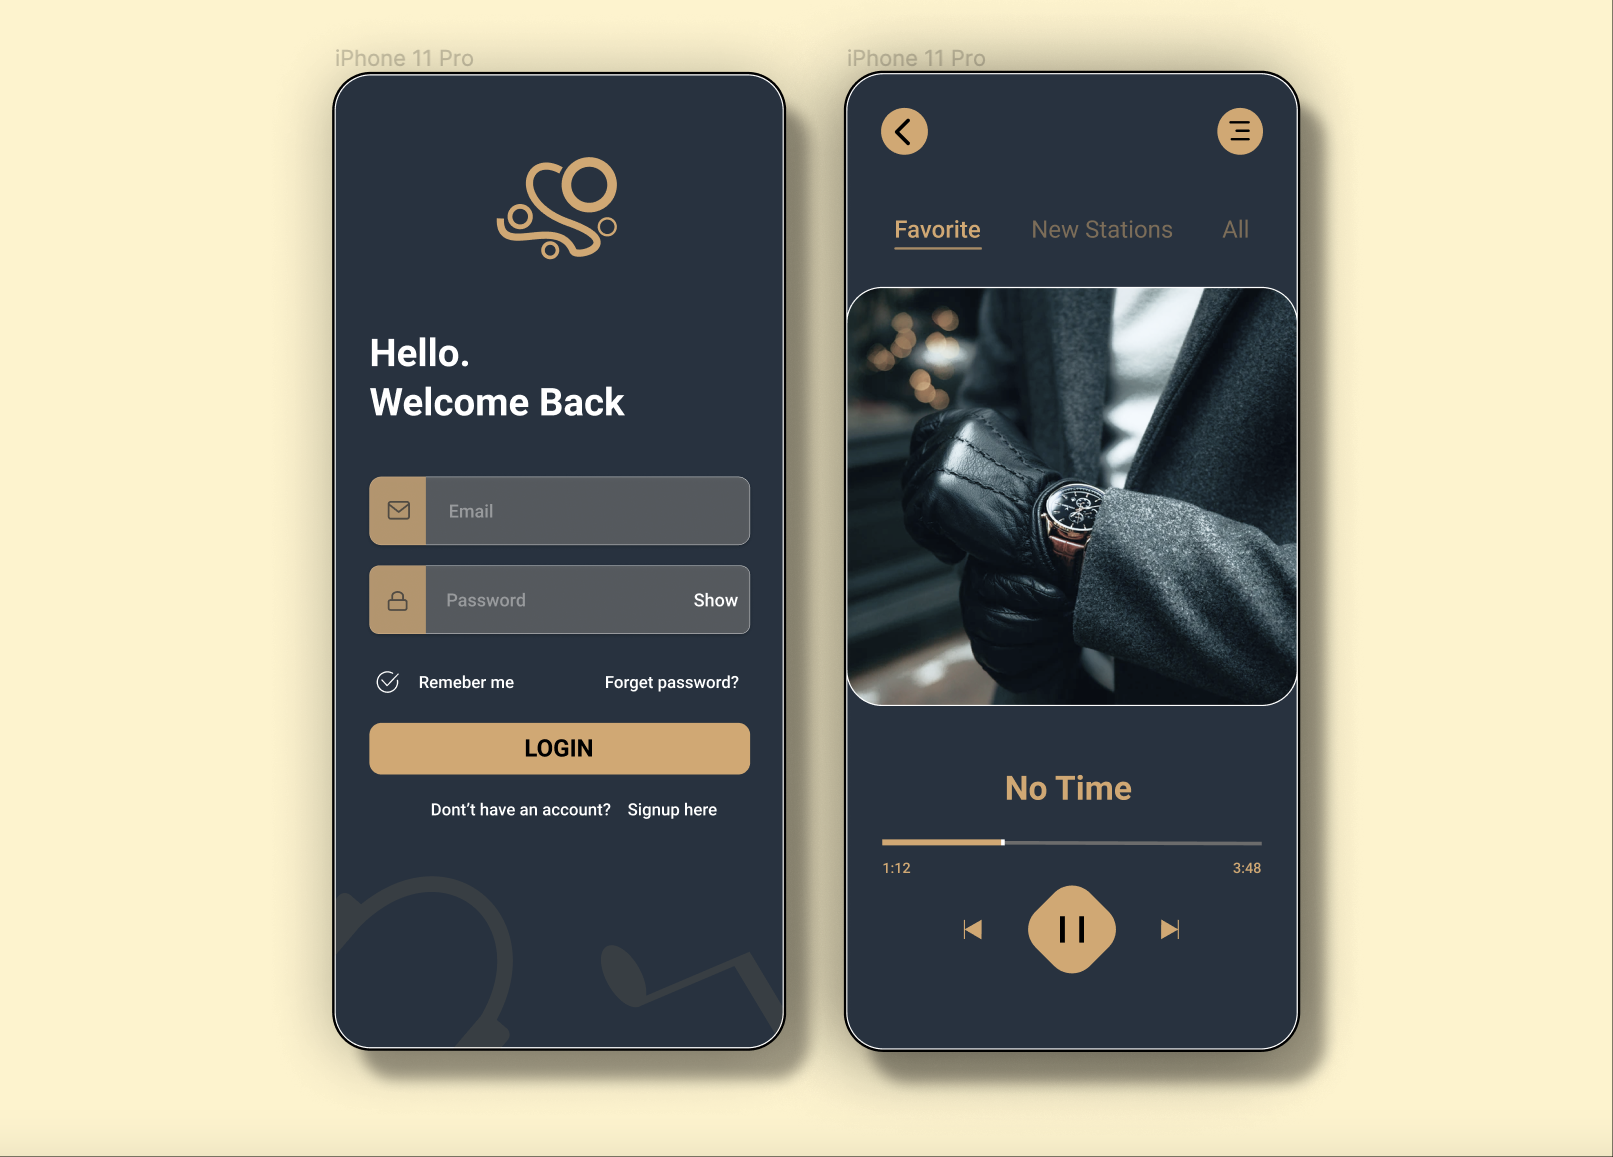 iPhone 11 Pro
Hello.
Welcome Back
Email
Password
Show
Remeber me
Forget password?
LOGIN
Dont't have an account? Signup here
iPhone 11 Pro
Favorite
New Stations
All
No Time
1:12
3:48